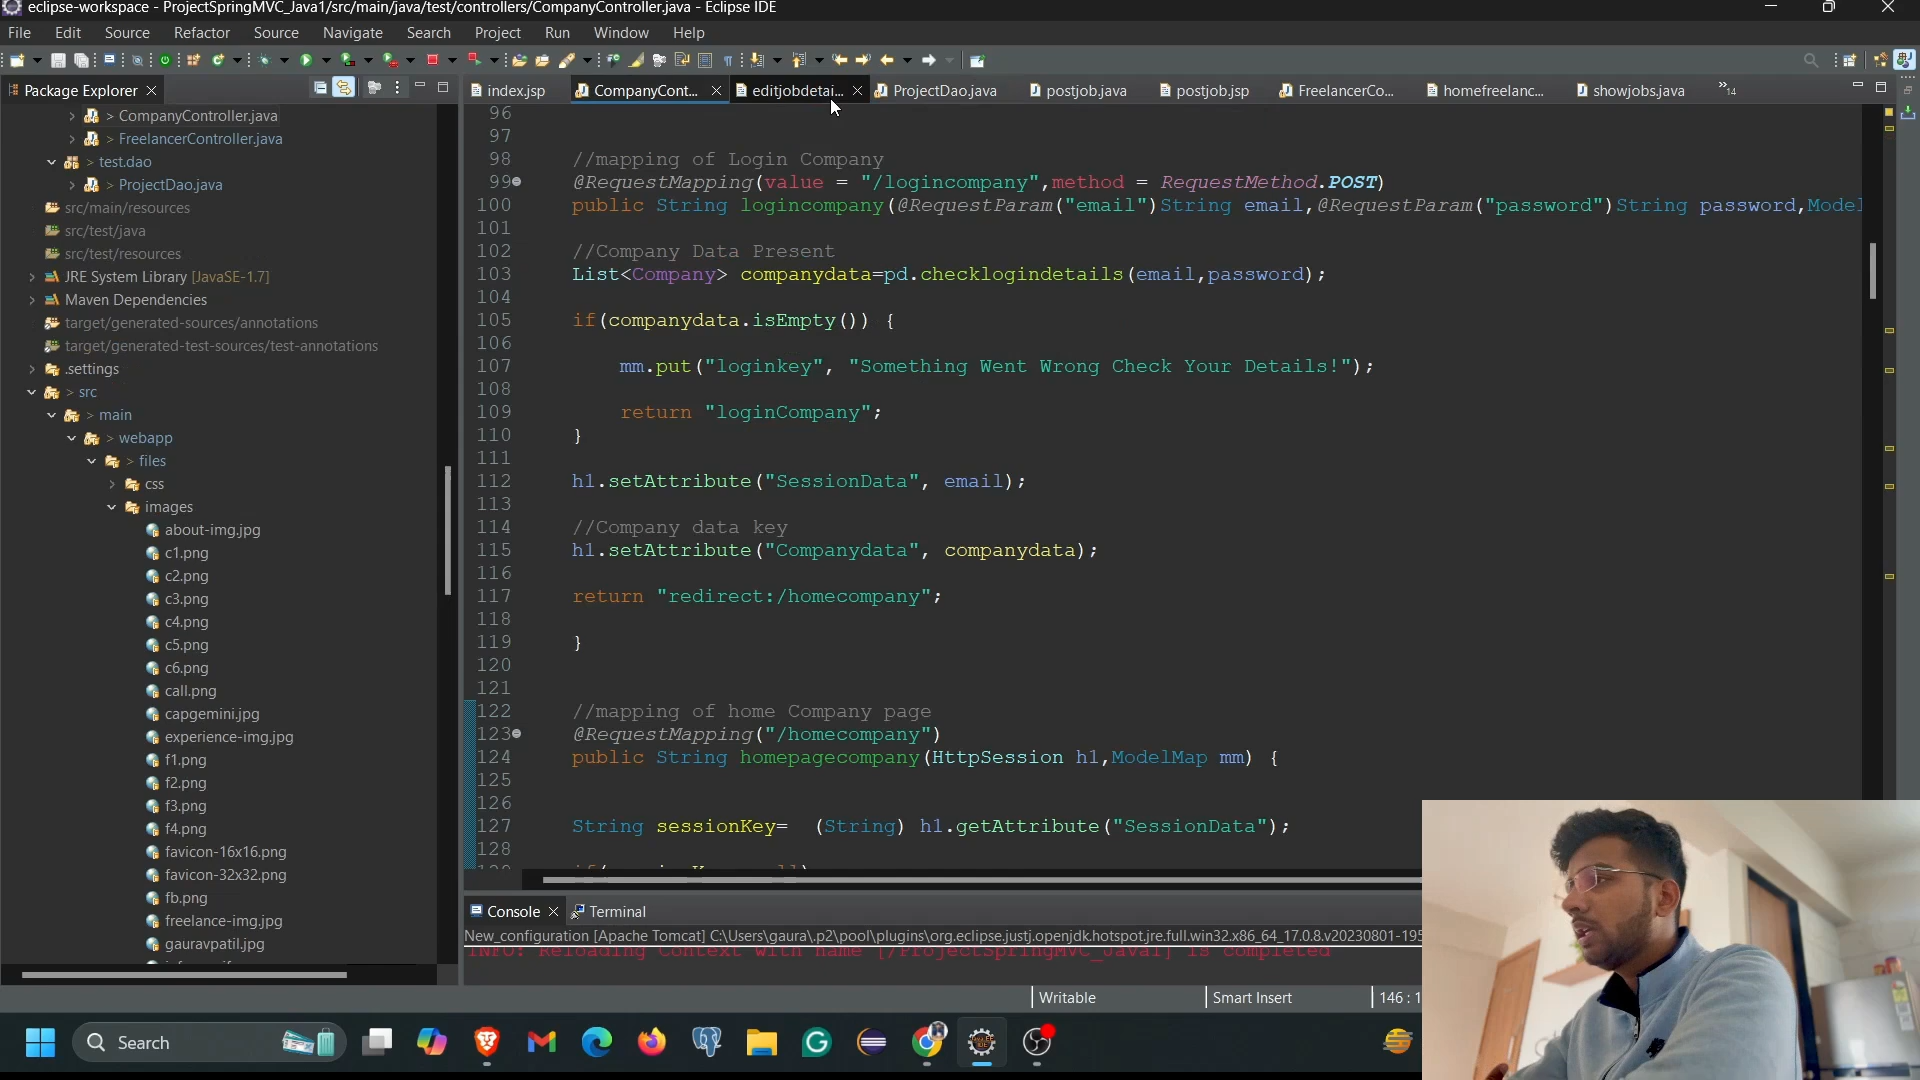 eclipse-workspace - ProjectSpringMVC_Java1/src/main/java/test/controllers/CompanyController.java - Eclipse IDE
File Edit Source Refactor Source Navigate Search Project Run Window Help
Package Explorer
index.jsp CompanyCont... editjobdetai... ProjectDao.java postjob.java postjob.jsp FreelancerCo... homefreelanc... showjobs.java »14
> CompanyController.java
> FreelancerController.java
> test.dao
> ProjectDao.java
src/main/resources
src/test/java
src/test/resources
JRE System Library [JavaSE-1.7]
Maven Dependencies
target/generated-sources/annotations
target/generated-test-sources/test-annotations
.settings
> src
> main
> webapp
> files
css
images
about-img.jpg
c1.png
c2.png
c3.png
c4.png
c5.png
c6.png
call.png
capgemini.jpg
experience-img.jpg
f1.png
f2.png
f3.png
f4.png
favicon-16x16.png
favicon-32x32.png
fb.png
freelance-img.jpg
gauravpatil.jpg
96
97
98 //mapping of Login Company
99 @RequestMapping(value = "/logincompany",method = RequestMethod.POST)
100 public String logincompany(@RequestParam("email")String email,@RequestParam("password")String password,Model
101
102 //Company Data Present
103 List<Company> companydata=pd.checklogindetails(email,password);
104
105 if(companydata.isEmpty()) {
106
107 mm.put("loginkey", "Something Went Wrong Check Your Details!");
108
109 return "loginCompany";
110 }
111
112 h1.setAttribute("SessionData", email);
113
114 //Company data key
115 h1.setAttribute("Companydata", companydata);
116
117 return "redirect:/homecompany";
118
119 }
120
121
122 //mapping of home Company page
123 @RequestMapping("/homecompany")
124 public String homepagecompany(HttpSession h1,ModelMap mm) {
125
126
127 String sessionKey= (String) h1.getAttribute("SessionData");
128
Console Terminal
New_configuration [Apache Tomcat] C:\Users\gaura\.p2\pool\plugins\org.eclipse.justj.openjdk.hotspot.jre.full.win32.x86_64_17.0.8.v20230801-195
INFO: Reloading Context with name [/ProjectSpringMVC_Java1] is completed
Writable Smart Insert 146 : 1
Search